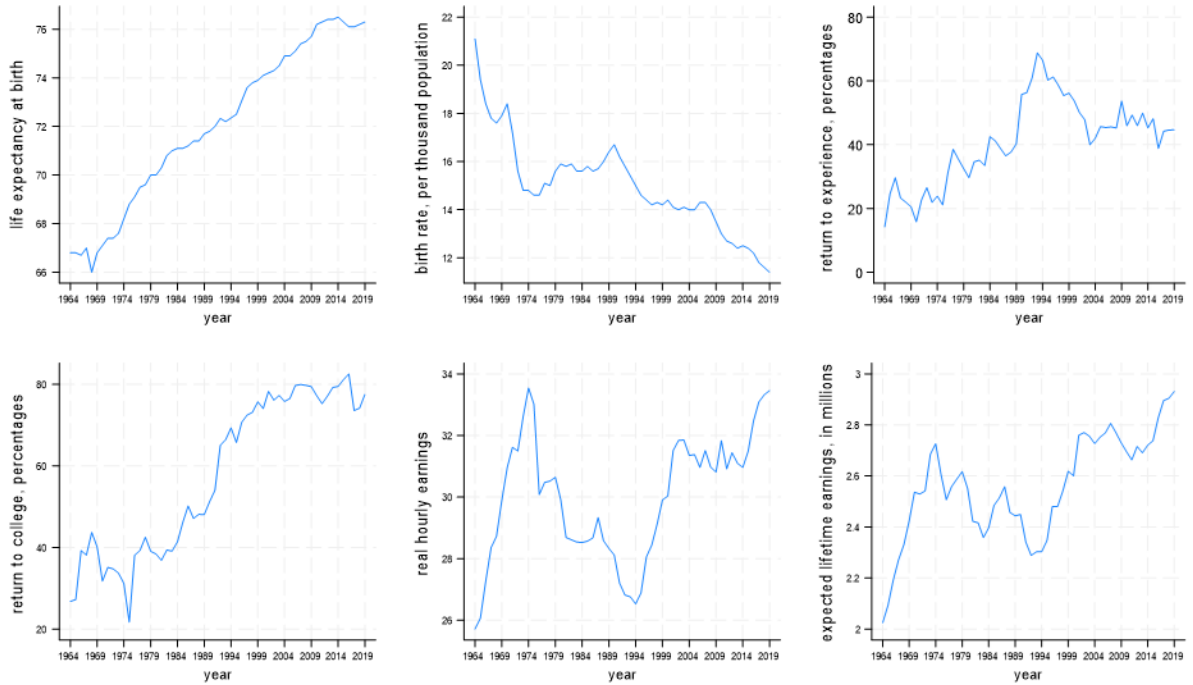 life expectancy at birth
76
74
72
70
68
66
1964 1969 1974 1979 1984 1989 1994 1999 2004 2009 2014 2019
year
birth rate, per thousand population
22
20
18
16
14
12
1964 1969 1974 1979 1984 1989 1994 1999 2004 2009 2014 2019
year
return to experience, percentages
80
60
40
20
0
1964 1969 1974 1979 1984 1989 1994 1999 2004 2009 2014 2019
year
return to college, percentages
80
60
40
20
1964 1969 1974 1979 1984 1989 1994 1999 2004 2009 2014 2019
year
real hourly earnings
34
32
30
28
26
1964 1969 1974 1979 1984 1989 1994 1999 2004 2009 2014 2019
year
expected lifetime earnings, in millions
3
2.8
2.6
2.4
2.2
2
1964 1969 1974 1979 1984 1989 1994 1999 2004 2009 2014 2019
year